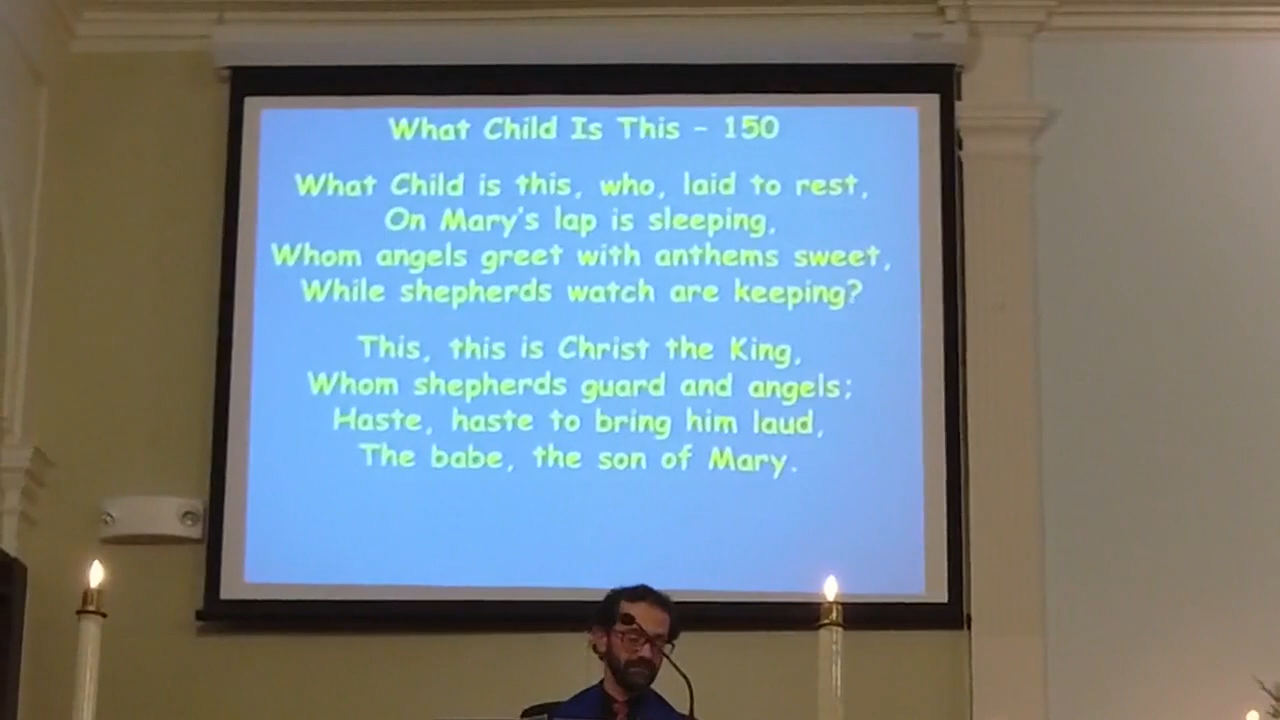 What Child Is This - 150
What Child is this, who, laid to rest,
On Mary's lap is sleeping,
Whom angels greet with anthems sweet,
While shepherds watch are keeping?
This, this is Christ the King,
Whom shepherds guard and angels;
Haste, haste to bring him laud,
The babe, the son of Mary.